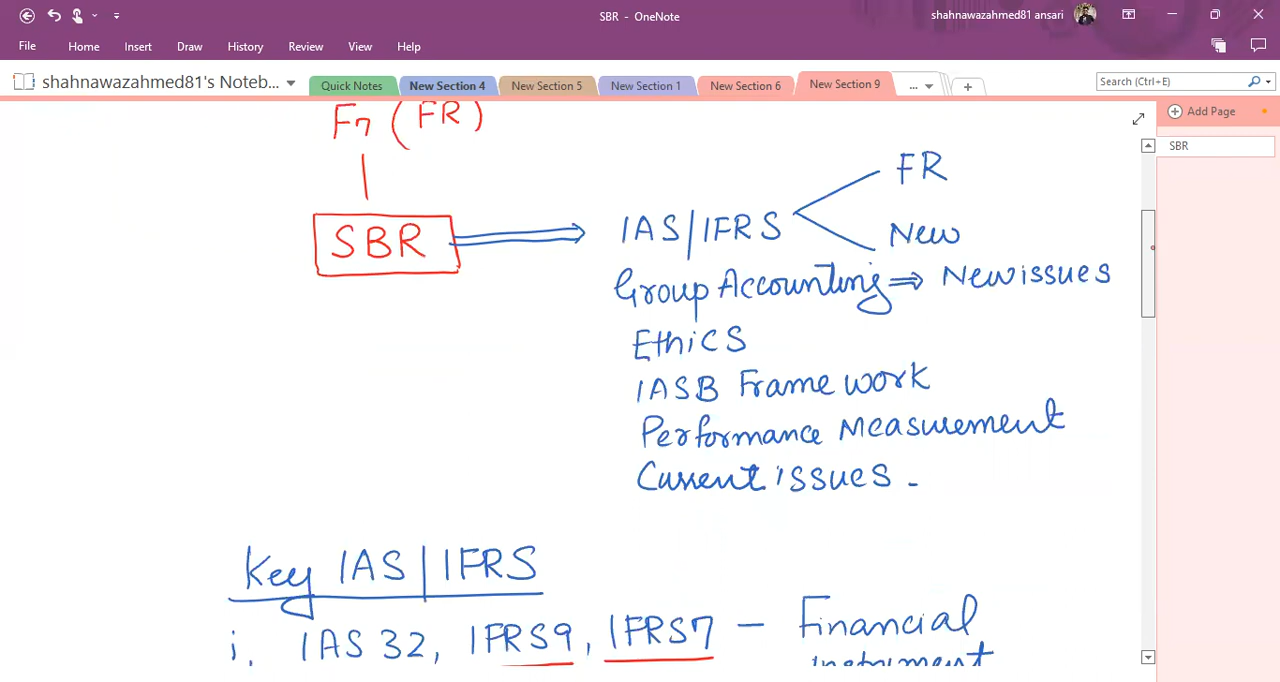 SBR - OneNote
shahnawazahmed81 ansari
File Home Insert Draw History Review View Help
shahnawazahmed81's Noteb... Quick Notes New Section 4 New Section 5 New Section 1 New Section 6 New Section 9 ... + Search (Ctrl+E)
Add Page
SBR
F7 (FR)
FR
SBR
IAS/IFRS
New
Group Accounting ⇒ New issues
Ethics
IASB Frame work
Performance Measurement
Current issues .
Key IAS/IFRS
i. IAS 32, IFRS9, IFRS7 - Financial
instrument